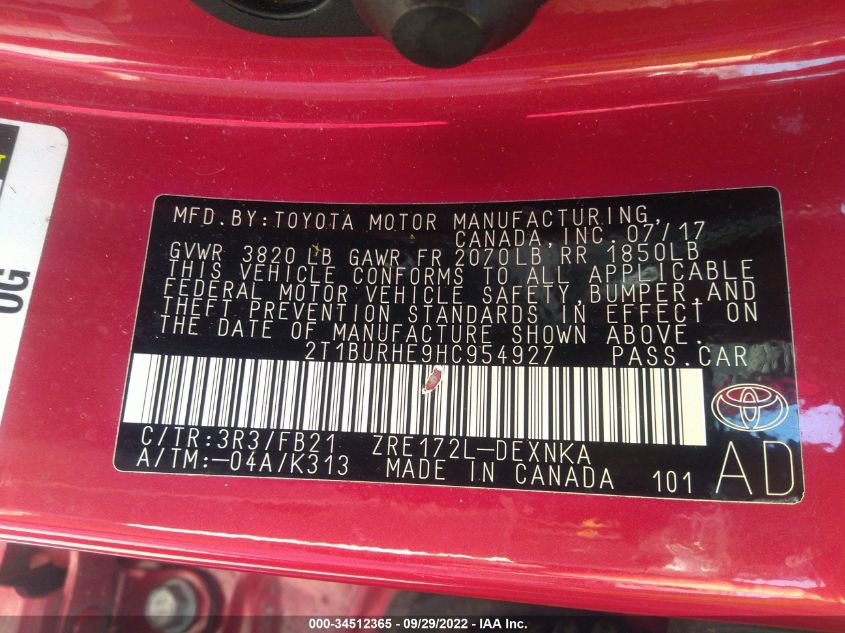 MFD.BY:TOYOTA MOTOR MANUFACTURING,
CANADA,INC.07/17
GVWR 3820 LB GAWR FR 2070LB RR 1850LB
THIS VEHICLE CONFORMS TO ALL APPLICABLE
FEDERAL MOTOR VEHICLE SAFETY,BUMPER,AND
THEFT PREVENTION STANDARDS IN EFFECT ON
THE DATE OF MANUFACTURE SHOWN ABOVE.
2T1BURHE9HC954927 PASS.CAR
C/TR:3R3/FB21 ZRE172L-DEXNKA
A/TM:-04A/K313 MADE IN CANADA 101 AD
OG
000-34512365 - 09/29/2022 - IAA Inc.